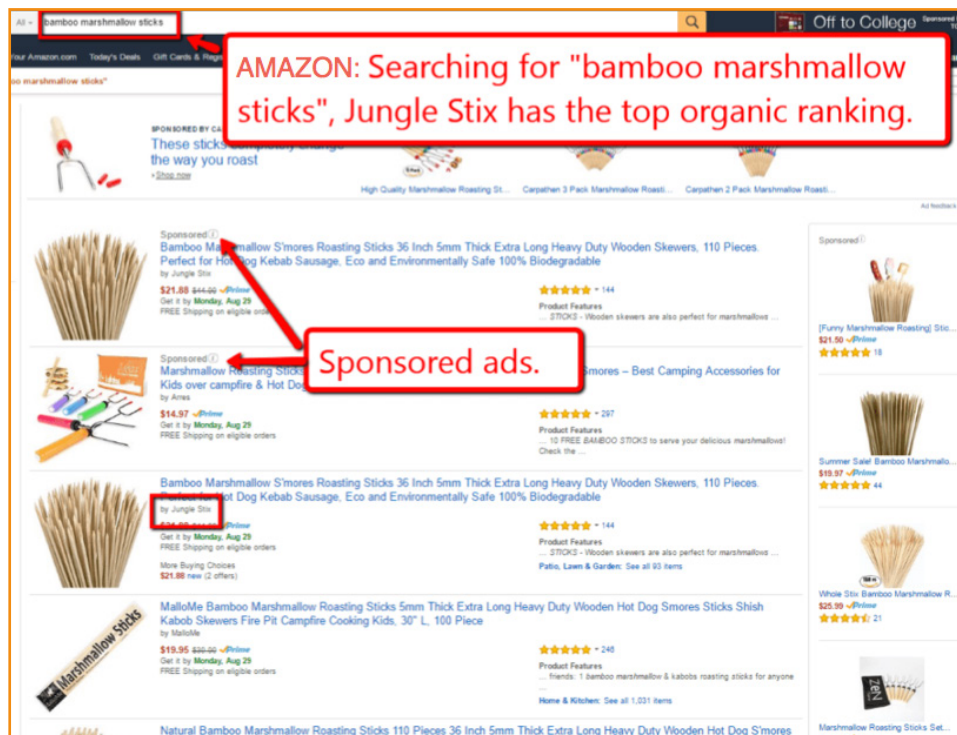 All
bamboo marshmallow sticks
Off to College
Sponsored
Your Amazon.com Today's Deals Gift Cards & Regis
oo marshmallow sticks"
AMAZON: Searching for "bamboo marshmallow
sticks", Jungle Stix has the top organic ranking.
SPONSORED BY CA
These sticks completely change
the way you roast
Shop now
High Quality Marshmallow Roasting St...
Carpathen 3 Pack Marshmallow Roasti...
Carpathen 2 Pack Marshmallow Roasti...
Ad feedback
Sponsored
Bamboo Marshmallow S'mores Roasting Sticks 36 Inch 5mm Thick Extra Long Heavy Duty Wooden Skewers, 110 Pieces.
Perfect for Hot Dog Kebab Sausage, Eco and Environmentally Safe 100% Biodegradable
by Jungle Stix
$21.88 $44.00 Prime
Get it by Monday, Aug 29
FREE Shipping on eligible orders
144
Product Features
... STICKS - Wooden skewers are also perfect for marshmallows ...
Sponsored ads.
Sponsored
Marshmallow Roasting Sticks
Smores – Best Camping Accessories for
Kids over campfire & Hot Dog
by Ames
$14.97 Prime
Get it by Monday, Aug 29
FREE Shipping on eligible orders
297
Product Features
... 10 FREE BAMBOO STICKS to serve your delicious marshmallows!
Check the ...
Bamboo Marshmallow S'mores Roasting Sticks 36 Inch 5mm Thick Extra Long Heavy Duty Wooden Skewers, 110 Pieces.
Perfect for Hot Dog Kebab Sausage, Eco and Environmentally Safe 100% Biodegradable
by Jungle Stix
$21.88 Prime
Get it by Monday, Aug 29
FREE Shipping on eligible orders
More Buying Choices
$21.88 new (2 offers)
144
Product Features
... STICKS - Wooden skewers are also perfect for marshmallows ...
Patio, Lawn & Garden: See all 93 items
Marshmallow Sticks
MalloMe Bamboo Marshmallow Roasting Sticks 5mm Thick Extra Long Heavy Duty Wooden Hot Dog Smores Sticks Shish
Kabob Skewers Fire Pit Campfire Cooking Kids, 30" L, 100 Piece
by MalloMe
$19.95 $30.00 Prime
Get it by Monday, Aug 29
FREE Shipping on eligible orders
248
Product Features
... friends: 1 bamboo marshmallow & kabobs roasting sticks for anyone
...
Home & Kitchen: See all 1,031 items
Natural Bamboo Marshmallow Roasting Sticks 110 Pieces 36 Inch 5mm Thick Extra Long Heavy Duty Wooden Hot Dog S'mores
Sponsored
[Funny Marshmallow Roasting] Stic...
$21.50 Prime
18
Summer Sale! Bamboo Marshmallo...
$19.97 Prime
44
Whole Stix Bamboo Marshmallow R...
$25.99 Prime
21
ZEN
Marshmallow Roasting Sticks Set...